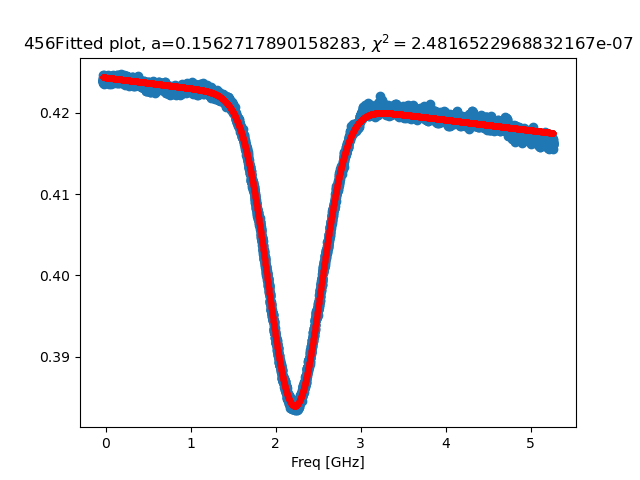 456Fitted plot, a=0.1562717890158283, χ² = 2.4816522968832167e-07
0.42
0.41
0.40
0.39
0 1 2 3 4 5
Freq [GHz]